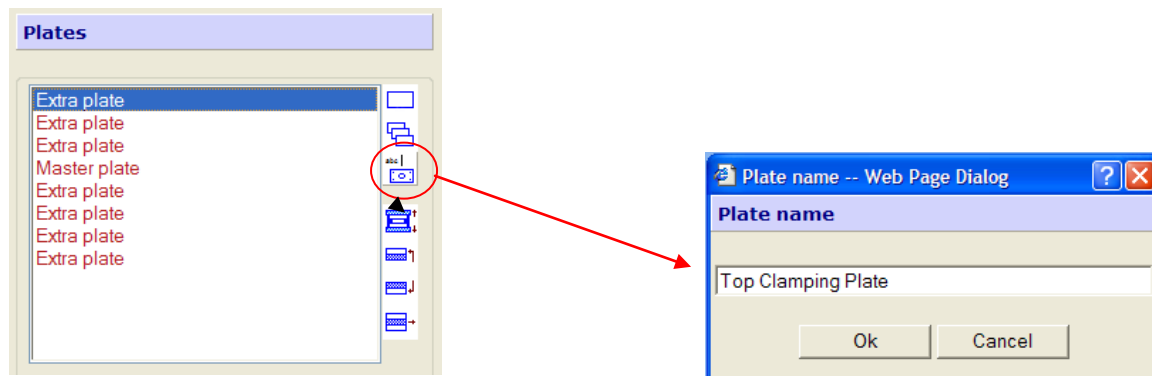 Plates
Extra plate
Extra plate
Extra plate
Master plate
Extra plate
Extra plate
Extra plate
Extra plate
abc
Plate name -- Web Page Dialog
Plate name
Top Clamping Plate
Ok
Cancel